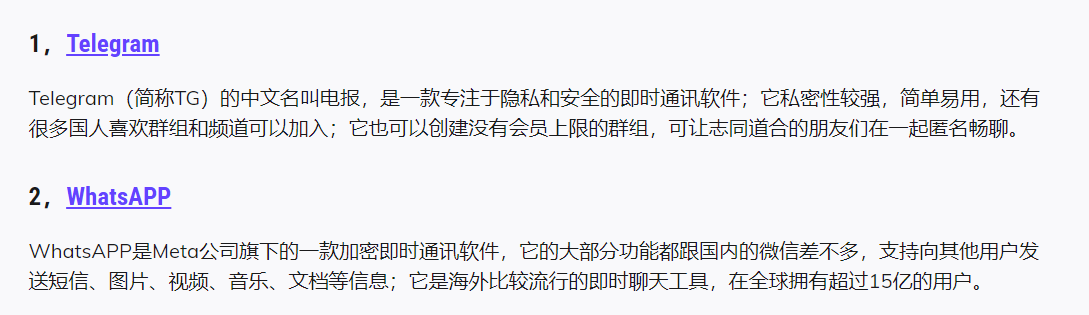 1，Telegram
Telegram（简称TG）的中文名叫电报，是一款专注于隐私和安全的即时通讯软件；它私密性较强，简单易用，还有
很多国人喜欢群组和频道可以加入；它也可以创建没有会员上限的群组，可让志同道合的朋友们在一起匿名畅聊。
2，WhatsAPP
WhatsAPP是Meta公司旗下的一款加密即时通讯软件，它的大部分功能都跟国内的微信差不多，支持向其他用户发
送短信、图片、视频、音乐、文档等信息；它是海外比较流行的即时聊天工具，在全球拥有超过15亿的用户。